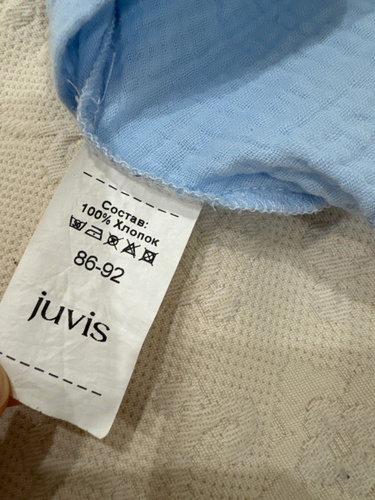 Состав:
100% Хлопок
86-92
juvis